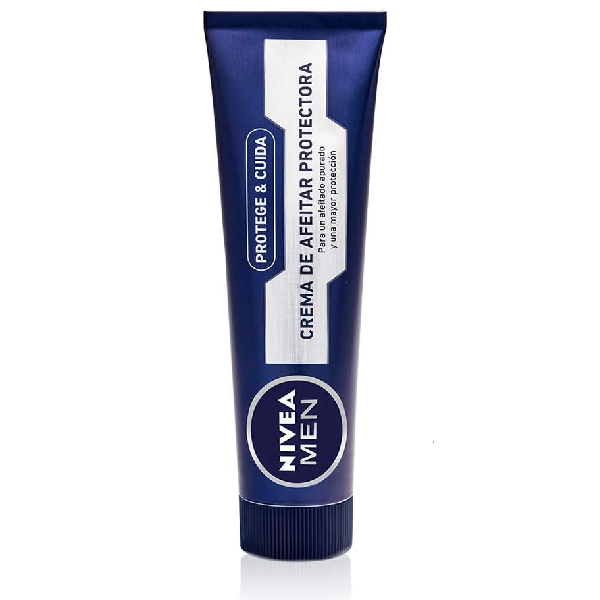 PROTEGE & CUIDA
CREMA DE AFEITAR PROTECTORA
Para un afeitado apurado
y una mayor protección
NIVEA
MEN